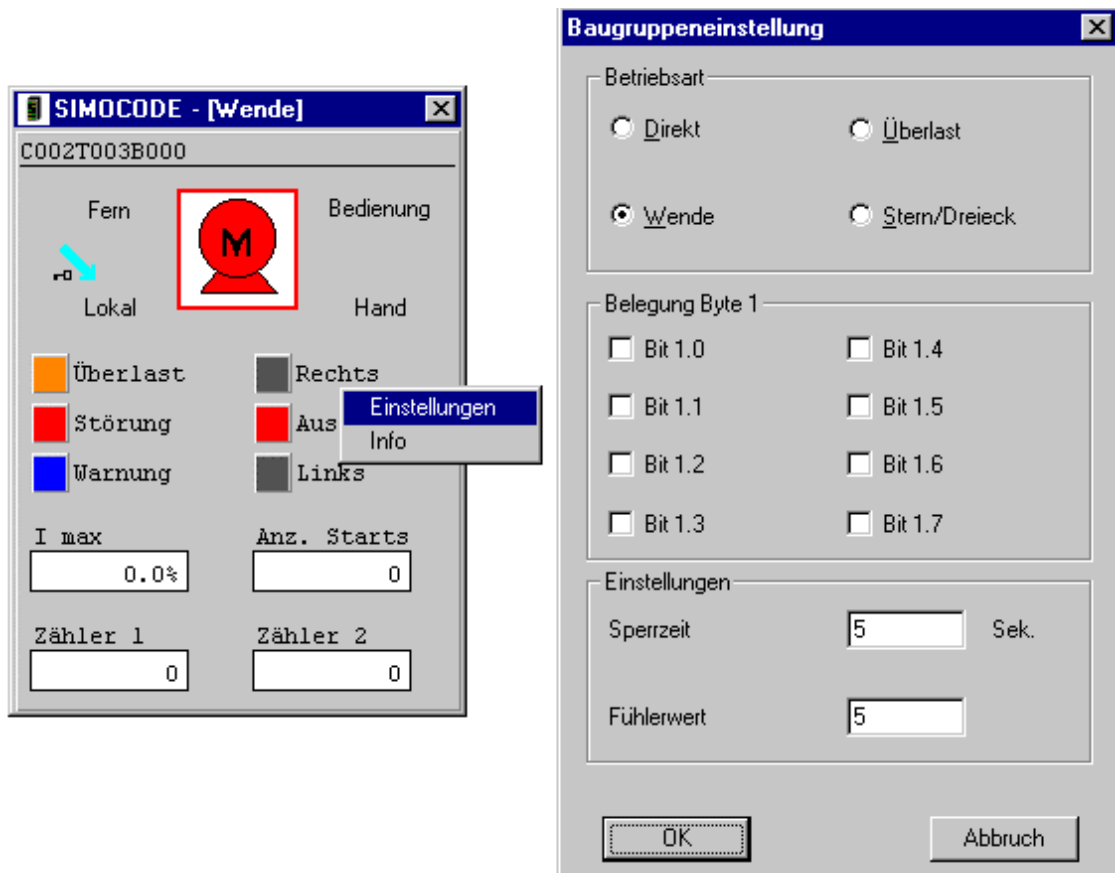 SIMOCODE - [Wende]
C002T003B000
Fern
Bedienung
M
Lokal
Hand
Überlast
Rechts
Störung
Aus
Warnung
Links
Einstellungen
Info
I max
Anz. Starts
0.0%
0
Zähler 1
Zähler 2
0
0
Baugruppeneinstellung
Betriebsart
Direkt
Überlast
Wende
Stern/Dreieck
Belegung Byte 1
Bit 1.0
Bit 1.4
Bit 1.1
Bit 1.5
Bit 1.2
Bit 1.6
Bit 1.3
Bit 1.7
Einstellungen
Sperrzeit
5
Sek.
Fühlerwert
5
OK
Abbruch